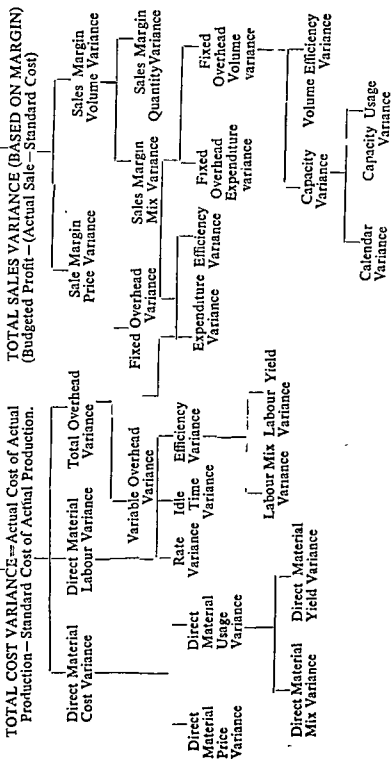 TOTAL COST VARIANCE=Actual Cost of Actual
Production—Standard Cost of Actual Production.
Direct Material
Cost Variance
Direct Material
Labour Variance
Total Overhead
Variance
Variable Overhead
Variance
Fixed Overhead
Variance
Direct
Material
Price
Variance
Direct
Material
Usage
Variance
Rate
Variance
Idle
Time
Variance
Efficiency
Variance
Expenditure
Variance
Efficiency
Variance
Fixed
Overhead
Expenditure
variance
Fixed
Overhead
Volume
variance
Direct Material
Mix Variance
Direct Material
Yield Variance
Labour Mix
Variance
Labour Yield
Variance
Capacity
Variance
Volume Efficiency
Variance
Calendar
Variance
Capacity Usage
Variance
TOTAL SALES VARIANCE (BASED ON MARGIN)
(Budgeted Profit—(Actual Sale—Standard Cost)
Sale Margin
Price Variance
Sales Margin
Volume Variance
Sales Margin
Mix Variance
Sales Margin
Quantity Variance